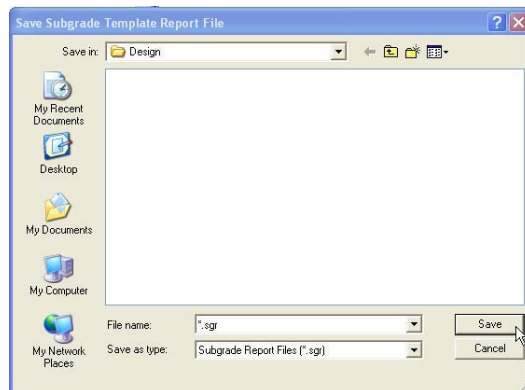 Save Subgrade Template Report File
Save in:
Design
My Recent
Documents
Desktop
My Documents
My Computer
My Network
Places
File name:
*.sgr
Save
Save as type:
Subgrade Report Files (*.sgr)
Cancel